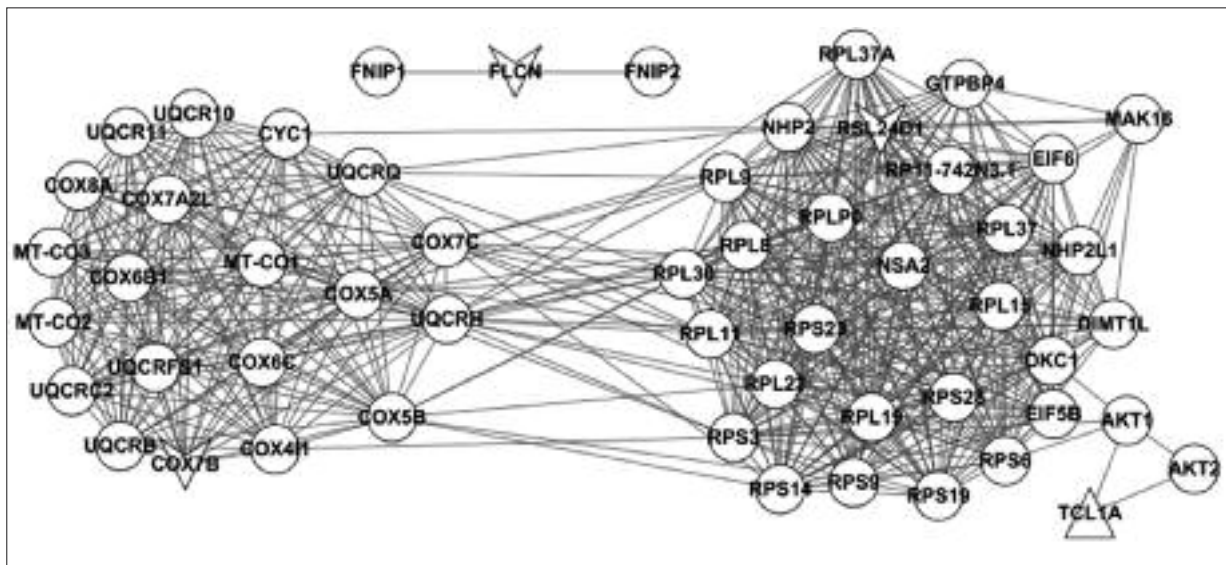 FNIP1
FLCN
FNIP2
RPL37A
GTPBP4
UQCR10
UQCR11
CYC1
NHP2
RSL24D1
MAK16
UQCRQ
RPL9
RP11-742N3.1
EIF6
COX8A
COX7A2L
RPLP0
RPL37
MT-CO3
COX7C
RPL5
NHP2L1
COX6B1
MT-CO1
RPL30
NSA2
COX5A
MT-CO2
UQCRH
RPL11
RPS23
RPL15
DIMT1L
UQCRFS1
COX6C
DKC1
UQCRC2
RPL27
COX5B
RPL19
RPS25
EIF5B
AKT1
UQCRB
COX7B
COX4I1
RPS3
RPS6
AKT2
RPS14
RPS9
RPS19
TCL1A